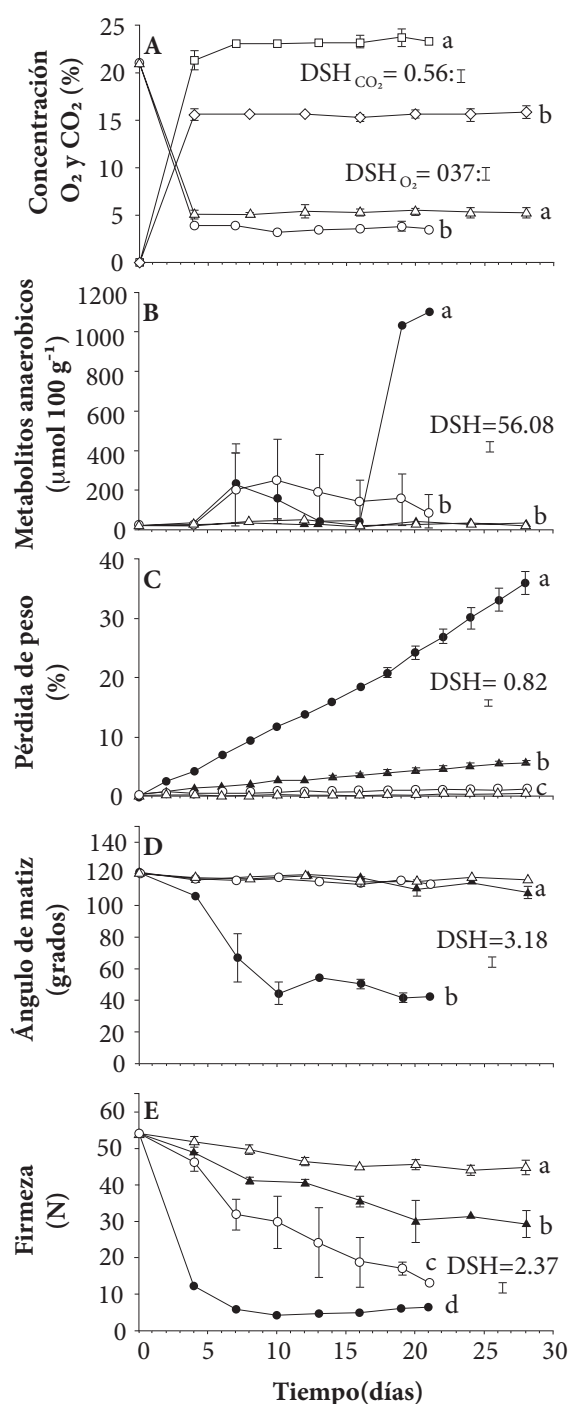 A
Concentración
O₂ y CO₂ (%)
25
20
15
10
5
0
a
DSH CO₂ = 0.56:
b
DSH O₂ = 037:
a
b
B
Metabolitos anaerobicos
(µmol 100 g⁻¹)
1200
1000
800
600
400
200
0
a
DSH=56.08
b
b
C
Pérdida de peso
(%)
40
30
20
10
0
a
DSH= 0.82
b
c
D
Ángulo de matiz
(grados)
140
120
100
80
60
40
20
0
a
DSH=3.18
b
E
Firmeza
(N)
60
50
40
30
20
10
0
a
b
c
DSH=2.37
d
0 5 10 15 20 25 30
Tiempo(días)